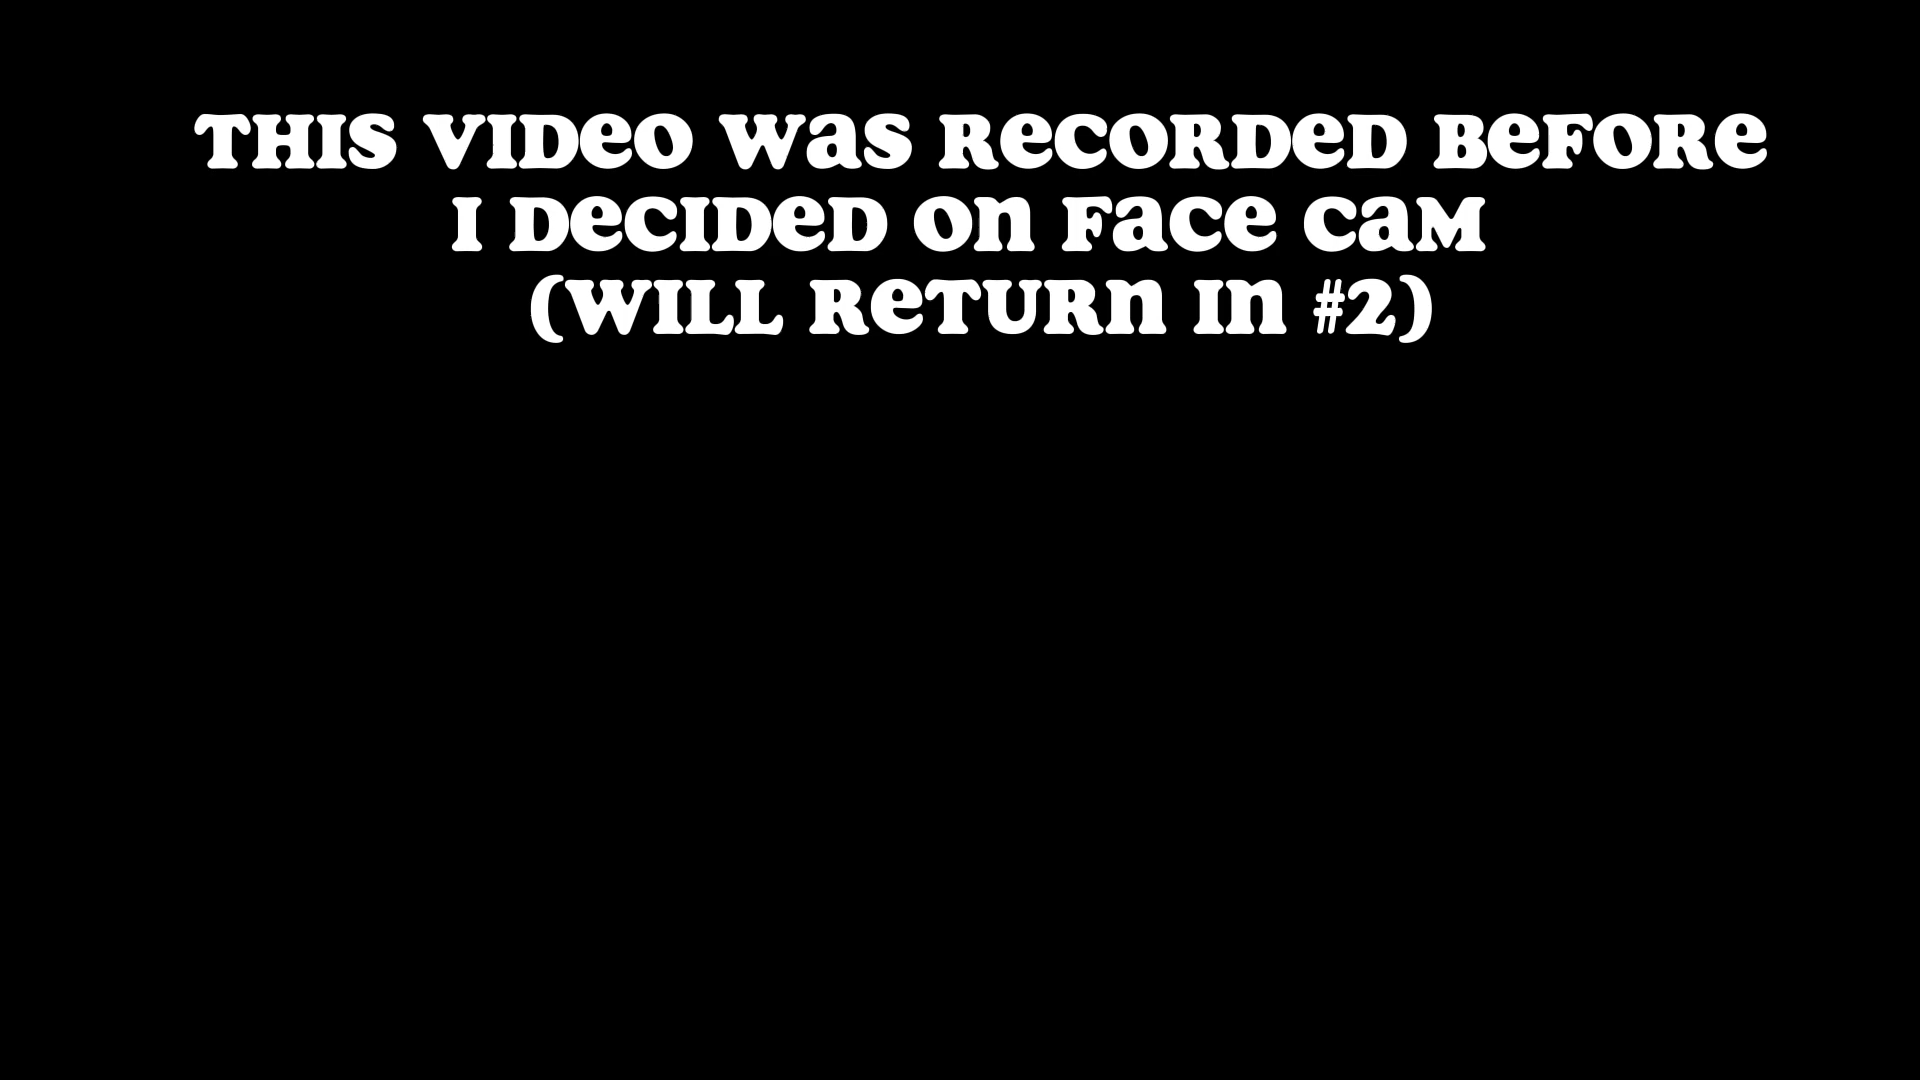 THIS VIDEO WAS RECORDED BEFORE
I DECIDED ON FACE CAM
(WILL RETURN IN #2)